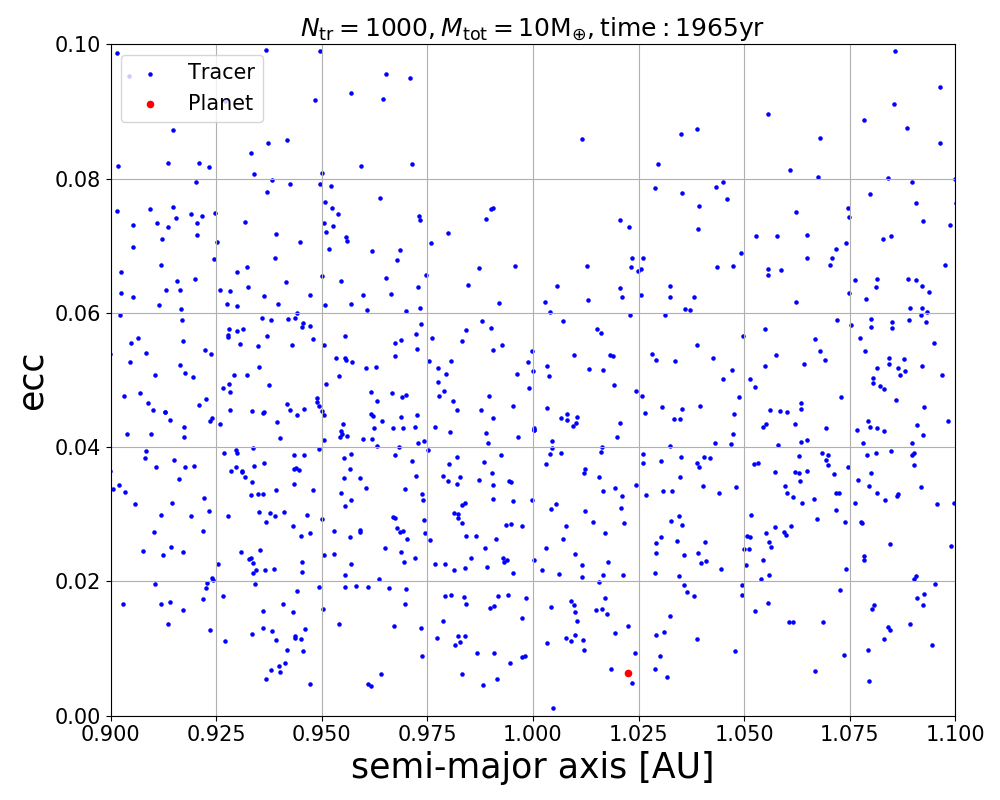 N_tr = 1000, M_tot = 10M_⊕, time : 1965yr
0.10
Tracer
Planet
0.08
0.06
ecc
0.04
0.02
0.00
0.900 0.925 0.950 0.975 1.000 1.025 1.050 1.075 1.100
semi-major axis [AU]